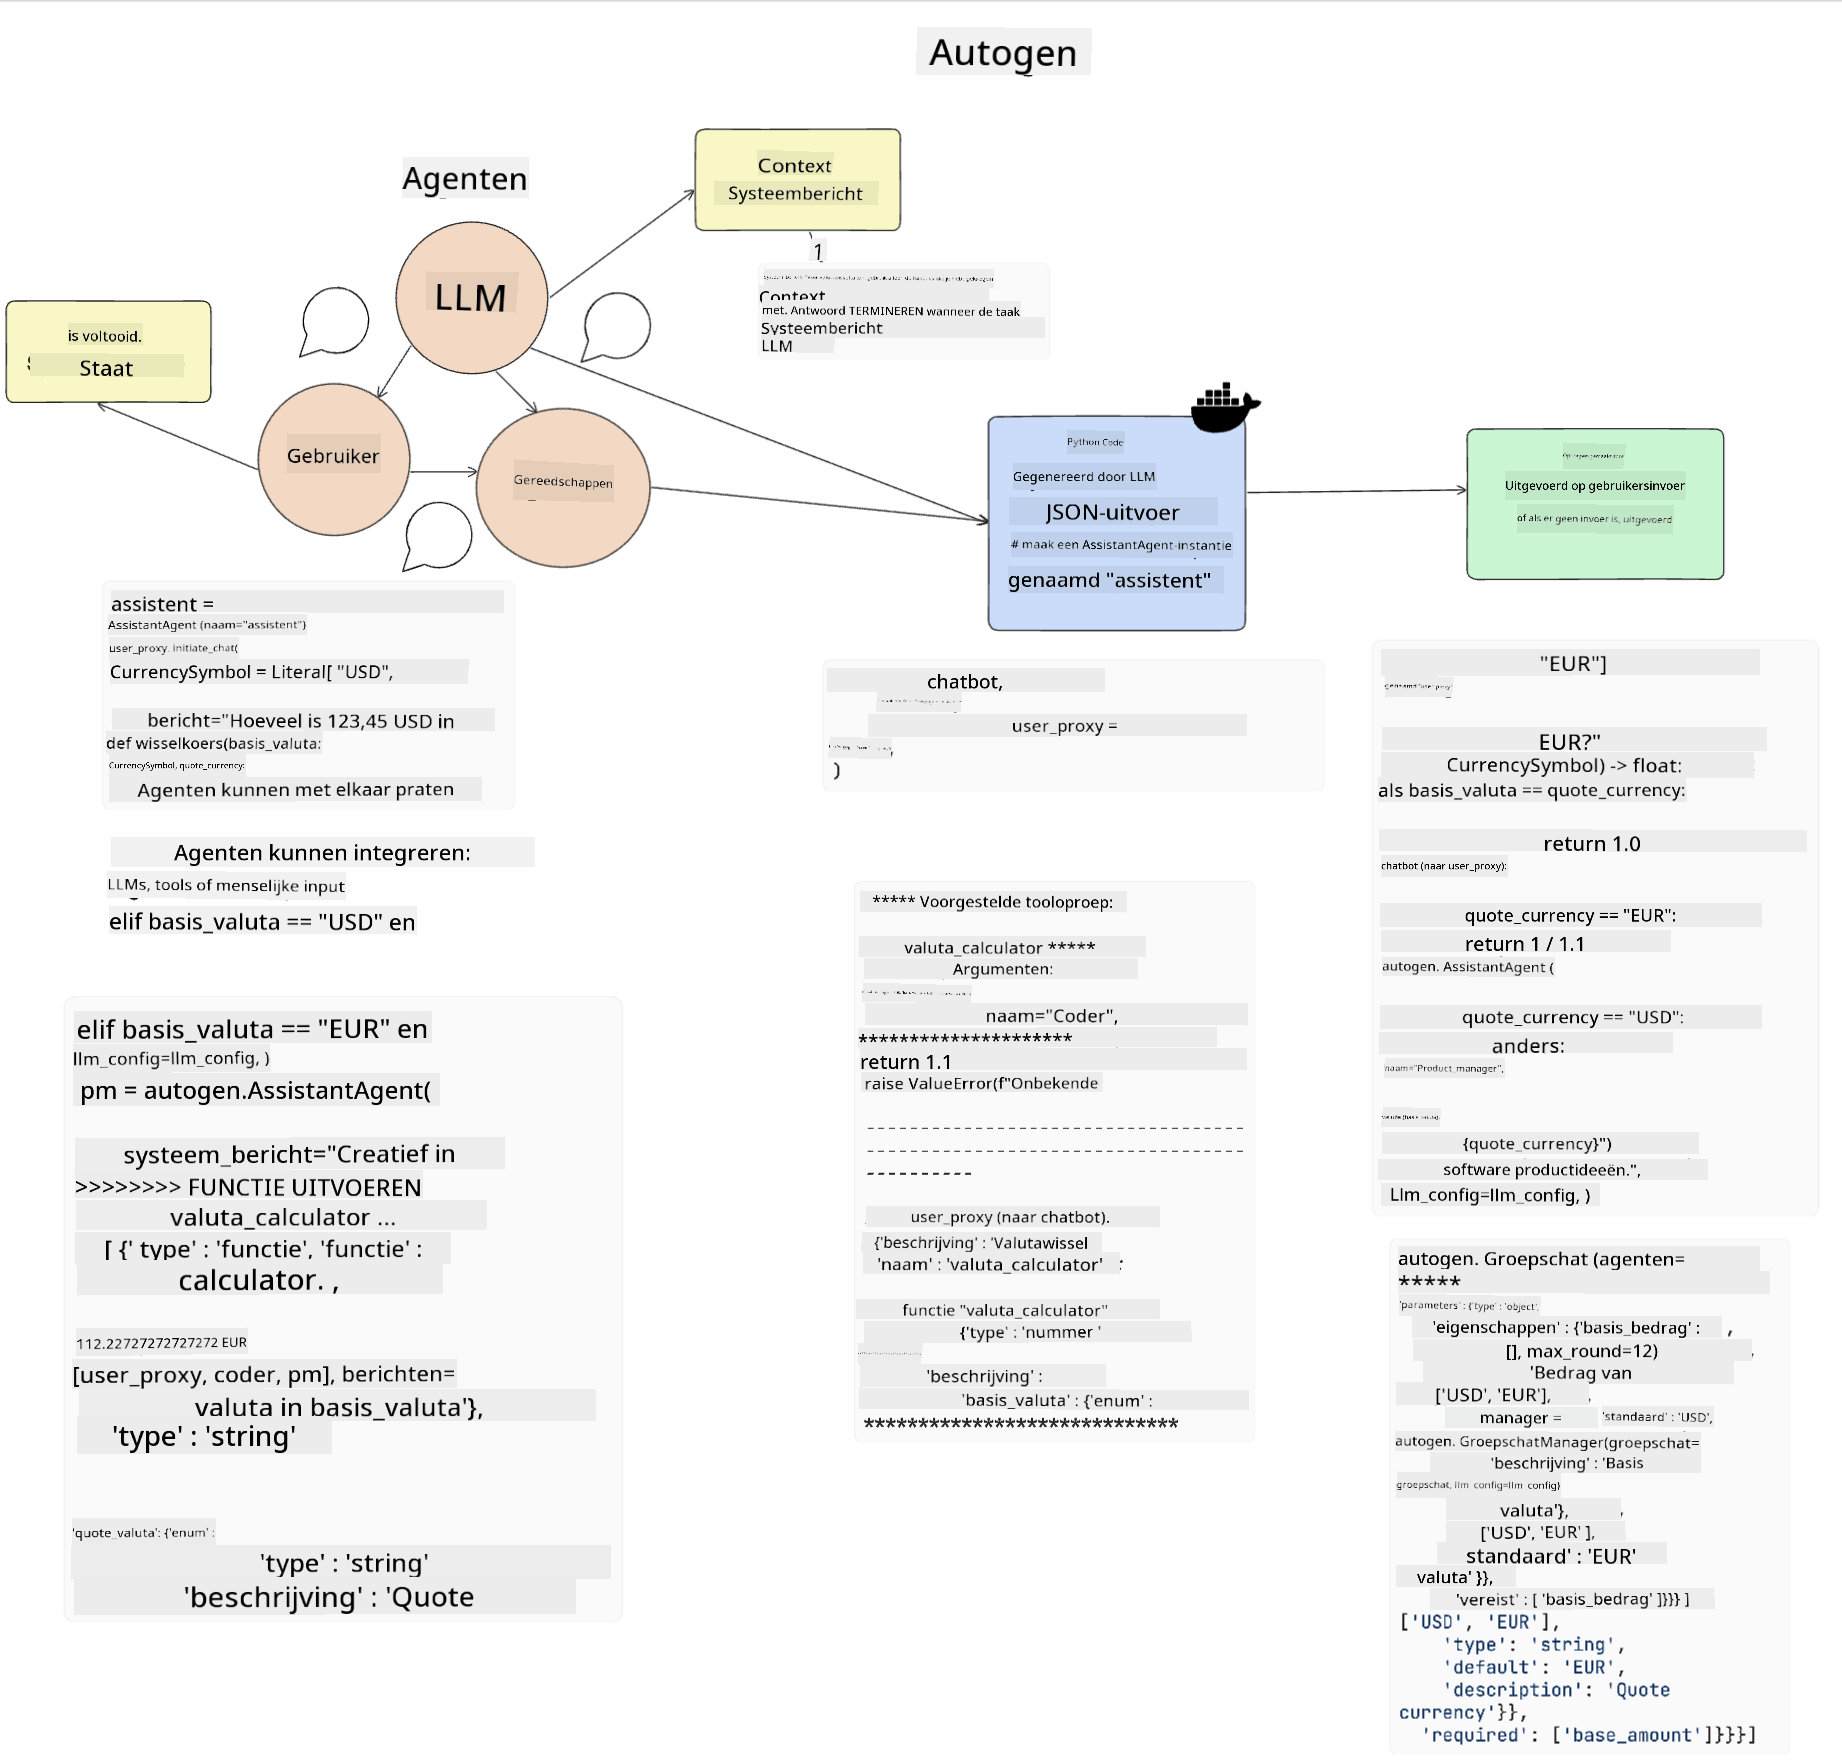 Autogen
Agenten
Context
Systeembericht
1
Context
met. Antwoord TERMINEREN wanneer de taak
Systeembericht
LLM
LLM
is voltooid.
Staat
Gebruiker
Gereedschappen
Python Code
Gegenereerd door LLM
JSON-uitvoer
# maak een AssistantAgent-instantie
genaamd "assistent"
Uitgevoerd op gebruikersinvoer
of als er geen invoer is, uitgevoerd
assistent =
AssistantAgent (naam="assistent")
user_proxy. initiate_chat(
CurrencySymbol = Literal[ "USD",
bericht="Hoeveel is 123,45 USD in
def wisselkoers(basis_valuta:
CurrencySymbol, quote_currency:
Agenten kunnen met elkaar praten
Agenten kunnen integreren:
LLMs, tools of menselijke input
elif basis_valuta == "USD" en
elif basis_valuta == "EUR" en
llm_config=llm_config, )
pm = autogen.AssistantAgent(
systeem_bericht="Creatief in
>>>>>>>> FUNCTIE UITVOEREN
valuta_calculator ...
[ {' type' : 'functie', 'functie' :
calculator. ,
112.22727272727272 EUR
[user_proxy, coder, pm], berichten=
valuta in basis_valuta'},
'type' : 'string'
'quote_valuta': {'enum' :
'type' : 'string'
'beschrijving' : 'Quote
chatbot,
user_proxy =
)
***** Voorgestelde tooloproep:
valuta_calculator *****
Argumenten:
naam="Coder",
*********************
return 1.1
raise ValueError(f"Onbekende
user_proxy (naar chatbot).
{'beschrijving' : 'Valutawissel
'naam' : 'valuta_calculator'
functie "valuta_calculator"
{'type' : 'nummer '
'beschrijving' :
'basis_valuta' : {'enum' :
*****************************
"EUR"]
genaamd "user proxy"
EUR?"
CurrencySymbol) -> float:
als basis_valuta == quote_currency:
return 1.0
chatbot (naar user_proxy):
quote_currency == "EUR":
return 1 / 1.1
autogen. AssistantAgent (
quote_currency == "USD":
anders:
naam="Product_manager",
{quote_currency}")
software productideeën.",
Llm_config=llm_config, )
autogen. Groepschat (agenten=
*****
'parameters' : {'type' : 'object',
'eigenschappen' : {'basis_bedrag' : ,
[], max_round=12)
'Bedrag van
['USD', 'EUR'],
manager = 'standaard' : 'USD',
autogen. GroepschatManager(groepschat=
'beschrijving' : 'Basis
groepschat, llm_config=llm_config)
valuta'},
['USD', 'EUR' ],
standaard' : 'EUR'
valuta' }},
'vereist' : [ 'basis_bedrag' ]}}} ]
['USD', 'EUR'],
'type': 'string',
'default': 'EUR',
'description': 'Quote
currency'}},
'required': ['base_amount']}}}]